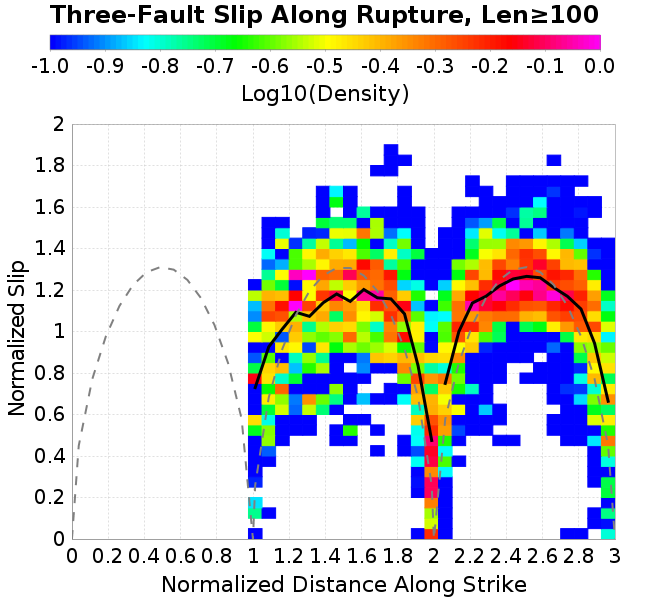 Three-Fault Slip Along Rupture, Len≥100
-1.0 -0.9 -0.8 -0.7 -0.6 -0.5 -0.4 -0.3 -0.2 -0.1 0.0
Log10(Density)
2
1.8
1.6
1.4
1.2
1
0.8
0.6
0.4
0.2
0
Normalized Slip
0 0.2 0.4 0.6 0.8 1 1.2 1.4 1.6 1.8 2 2.2 2.4 2.6 2.8 3
Normalized Distance Along Strike